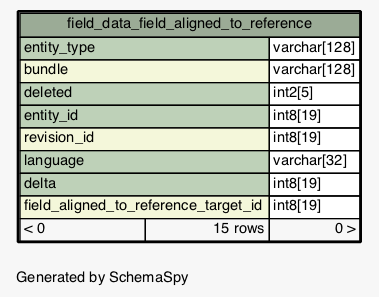 field_data_field_aligned_to_reference
entity_type varchar[128]
bundle varchar[128]
deleted int2[5]
entity_id int8[19]
revision_id int8[19]
language varchar[32]
delta int8[19]
field_aligned_to_reference_target_id int8[19]
< 0 15 rows 0 >
Generated by SchemaSpy